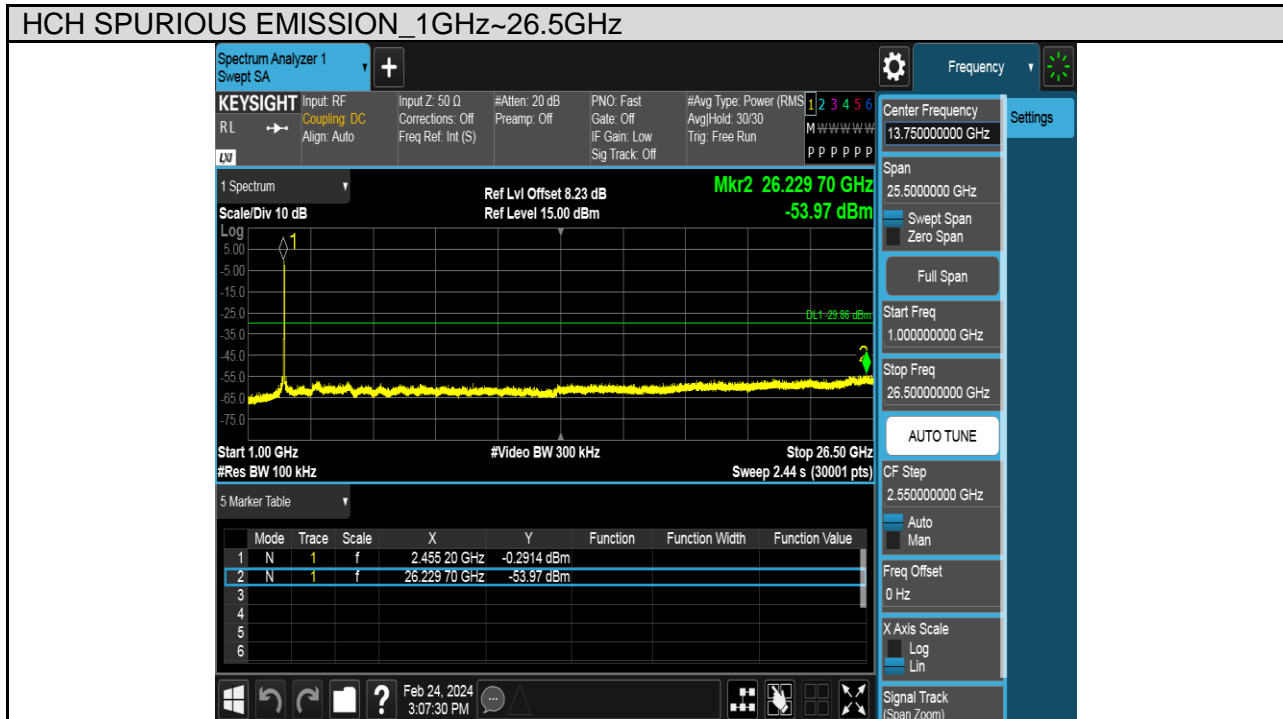 HCH SPURIOUS EMISSION_1GHz~26.5GHz
Spectrum Analyzer 1
Swept SA
Frequency
KEYSIGHT
RL
LXI
Input: RF
Coupling: DC
Align: Auto
Input Z: 50 Ω
Corrections: Off
Freq Ref: Int (S)
#Atten: 20 dB
Preamp: Off
PNO: Fast
Gate: Off
IF Gain: Low
Sig Track: Off
#Avg Type: Power (RMS
Avg|Hold: 30/30
Trig: Free Run
1 2 3 4 5 6
M W W W W W
P P P P P P
1 Spectrum
Scale/Div 10 dB
Ref Lvl Offset 8.23 dB
Ref Level 15.00 dBm
Mkr2 26.229 70 GHz
-53.97 dBm
Log
5.00
-5.00
-15.0
-25.0
-35.0
-45.0
-55.0
-65.0
-75.0
1
DL1 -29.86 dBm
2
Start 1.00 GHz
#Res BW 100 kHz
#Video BW 300 kHz
Stop 26.50 GHz
Sweep 2.44 s (30001 pts)
5 Marker Table
Mode Trace Scale X Y Function Function Width Function Value
1 N 1 f 2.455 20 GHz -0.2914 dBm
2 N 1 f 26.229 70 GHz -53.97 dBm
3
4
5
6
Feb 24, 2024
3:07:30 PM
Center Frequency
13.75000000 GHz
Span
25.5000000 GHz
Swept Span
Zero Span
Full Span
Start Freq
1.000000000 GHz
Stop Freq
26.500000000 GHz
AUTO TUNE
CF Step
2.550000000 GHz
Auto
Man
Freq Offset
0 Hz
X Axis Scale
Log
Lin
Signal Track
(Span Zoom)
Settings